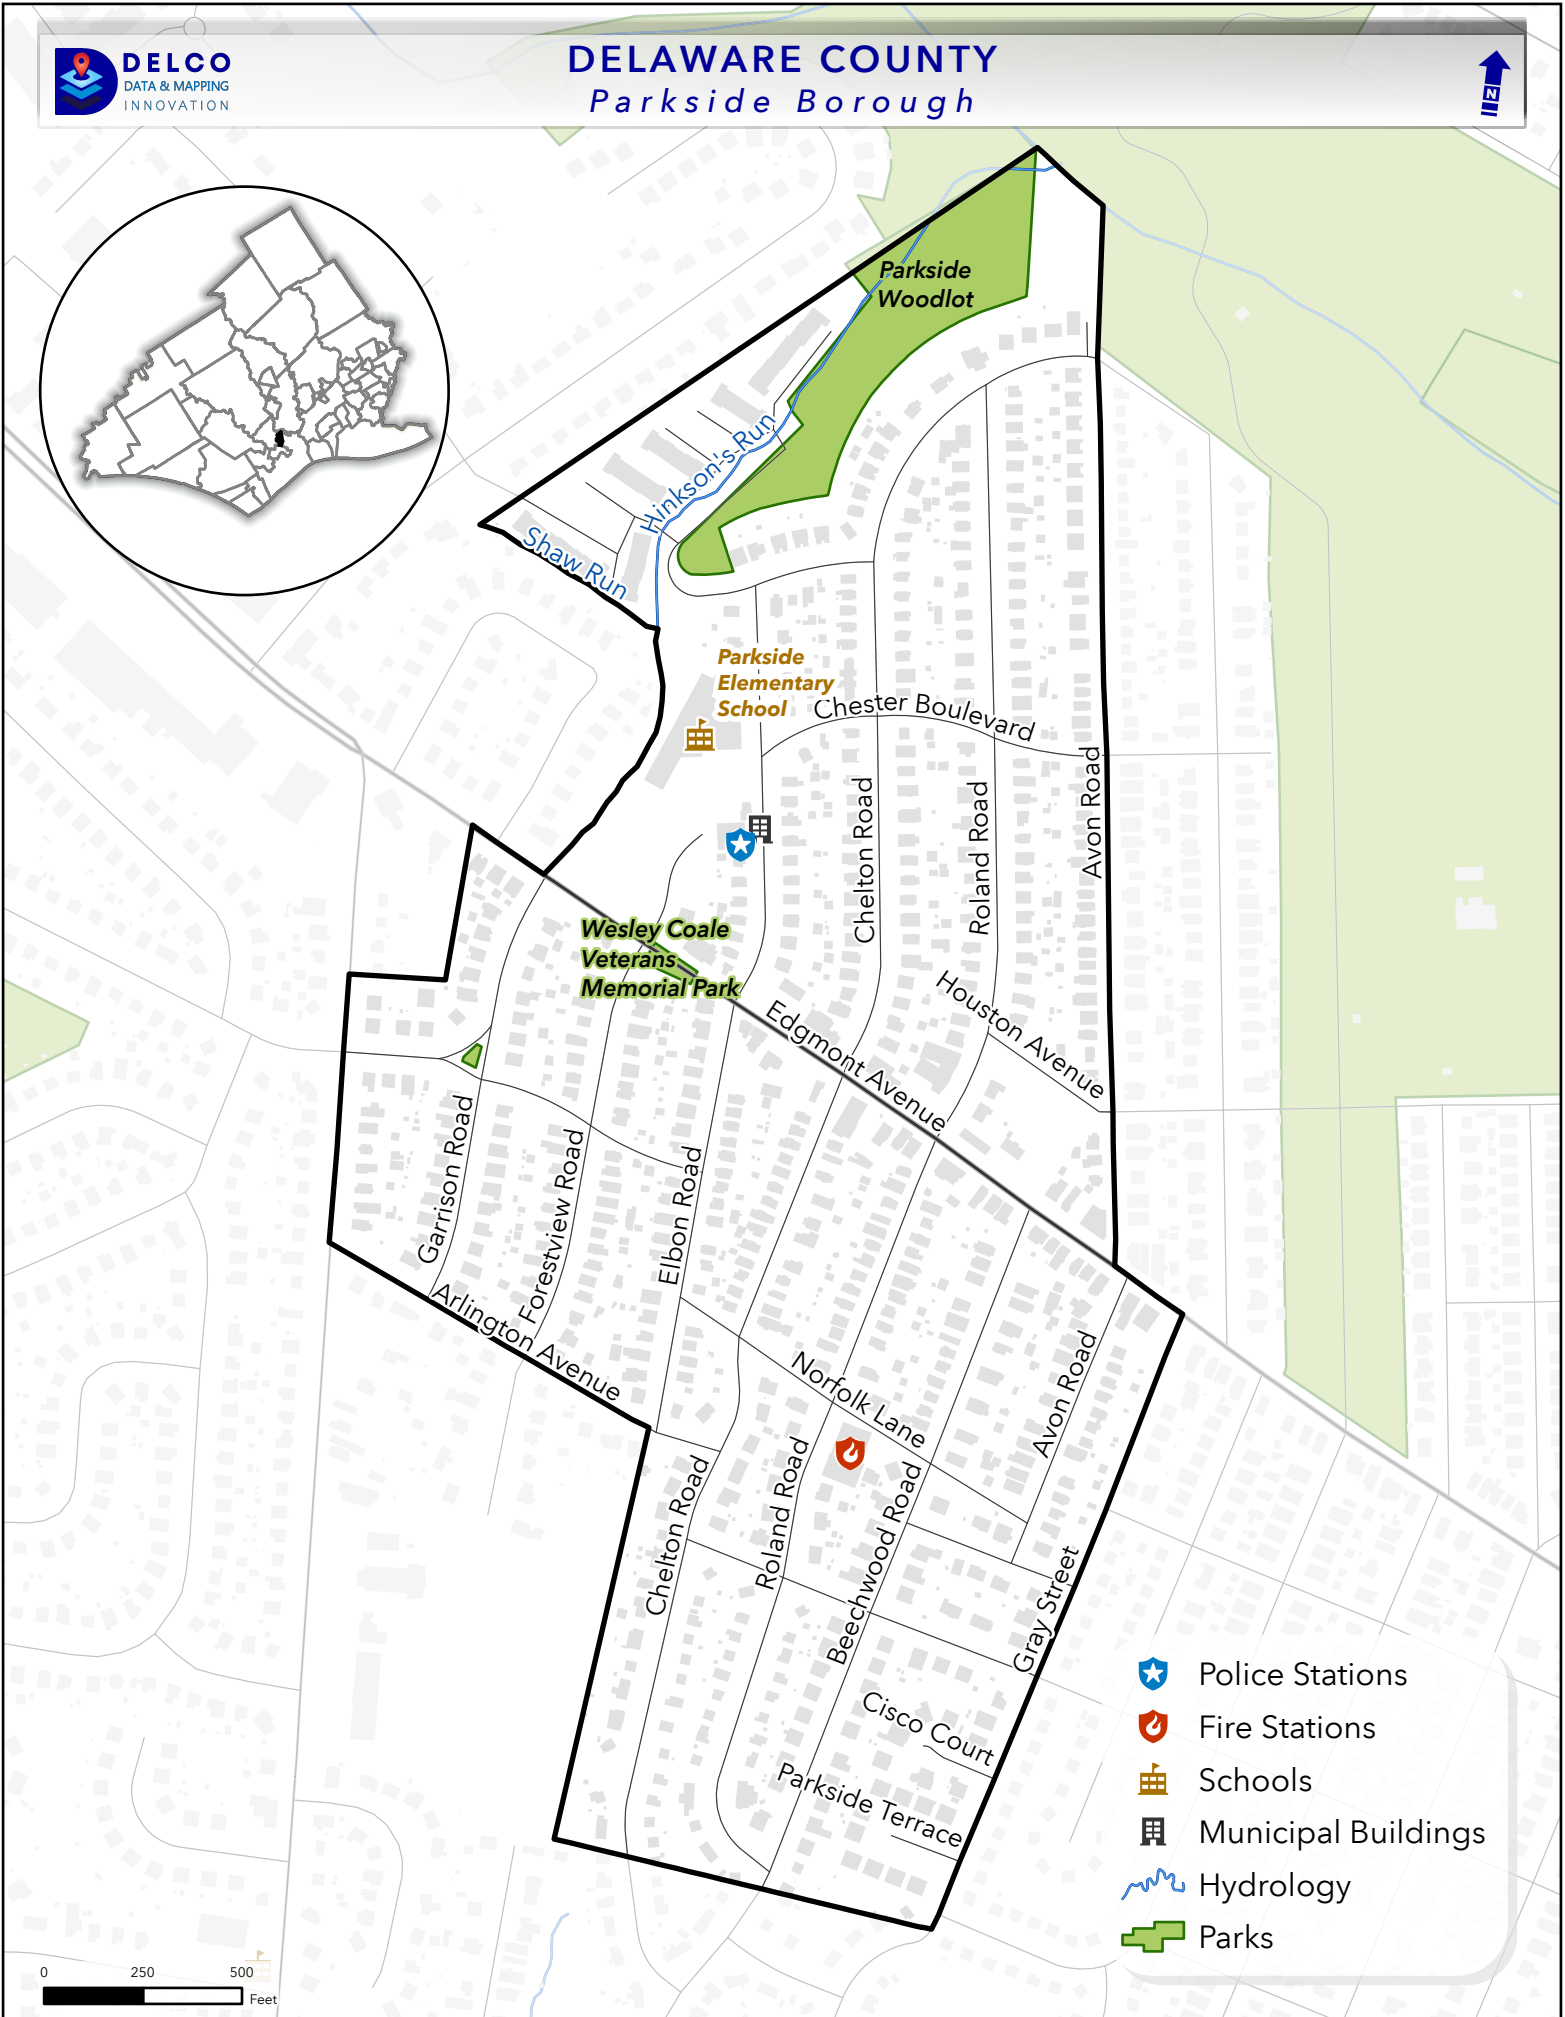 DELCO
DATA & MAPPING
INNOVATION
DELAWARE COUNTY
Parkside Borough
N
Parkside
Woodlot
Hinkson's Run
Shaw Run
Parkside
Elementary
School
Chester Boulevard
Chelton Road
Roland Road
Avon Road
Wesley Coale
Veterans
Memorial Park
Houston Avenue
Edgmont Avenue
Garrison Road
Forestview Road
Elbon Road
Arlington Avenue
Norfolk Lane
Avon Road
Chelton Road
Roland Road
Beechwood Road
Gray Street
Cisco Court
Parkside Terrace
Police Stations
Fire Stations
Schools
Municipal Buildings
Hydrology
Parks
0 250 500
Feet